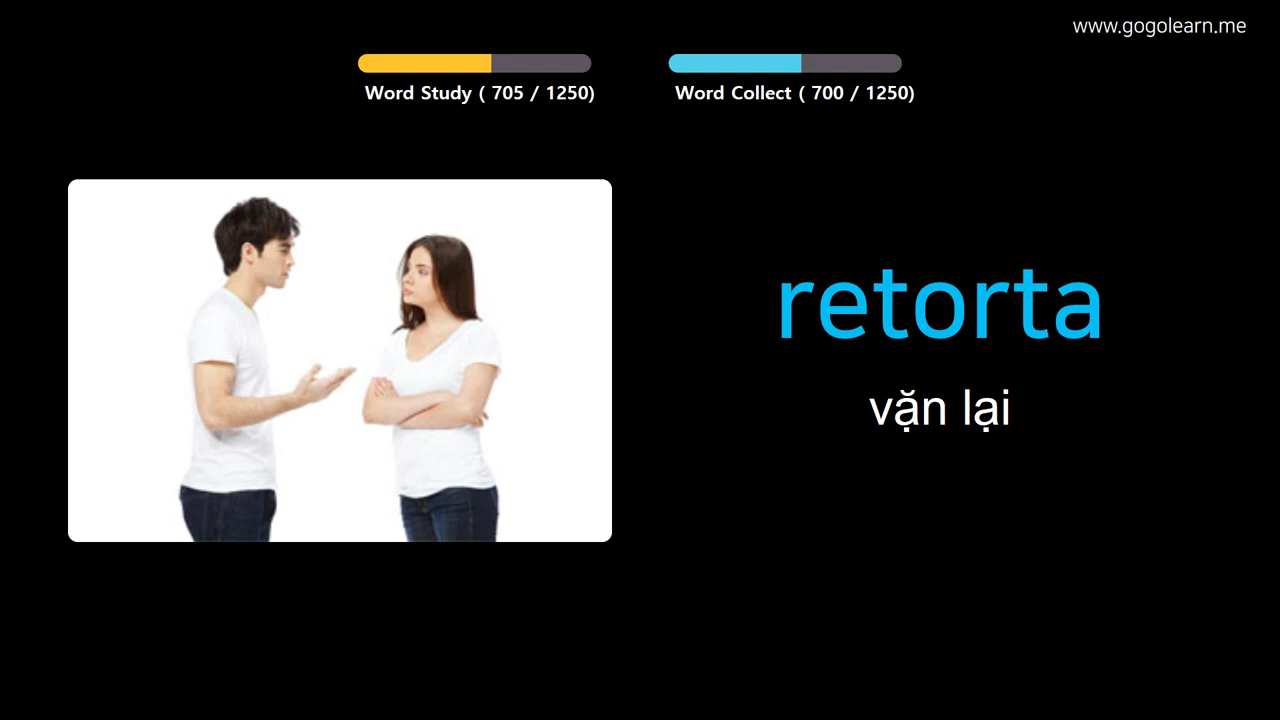 www.gogolearn.me
Word Study ( 705 / 1250)
Word Collect ( 700 / 1250)
retorta
vặn lại